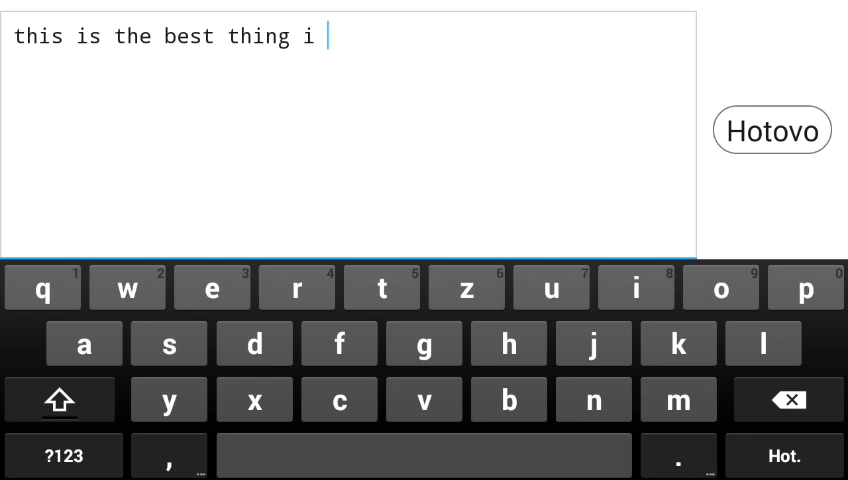 this is the best thing i
Hotovo
q 1 w 2 e 3 r 4 t 5 z 6 u 7 i 8 o 9 p 0
a s d f g h j k l
y x c v b n m
?123 , ... . ... Hot.